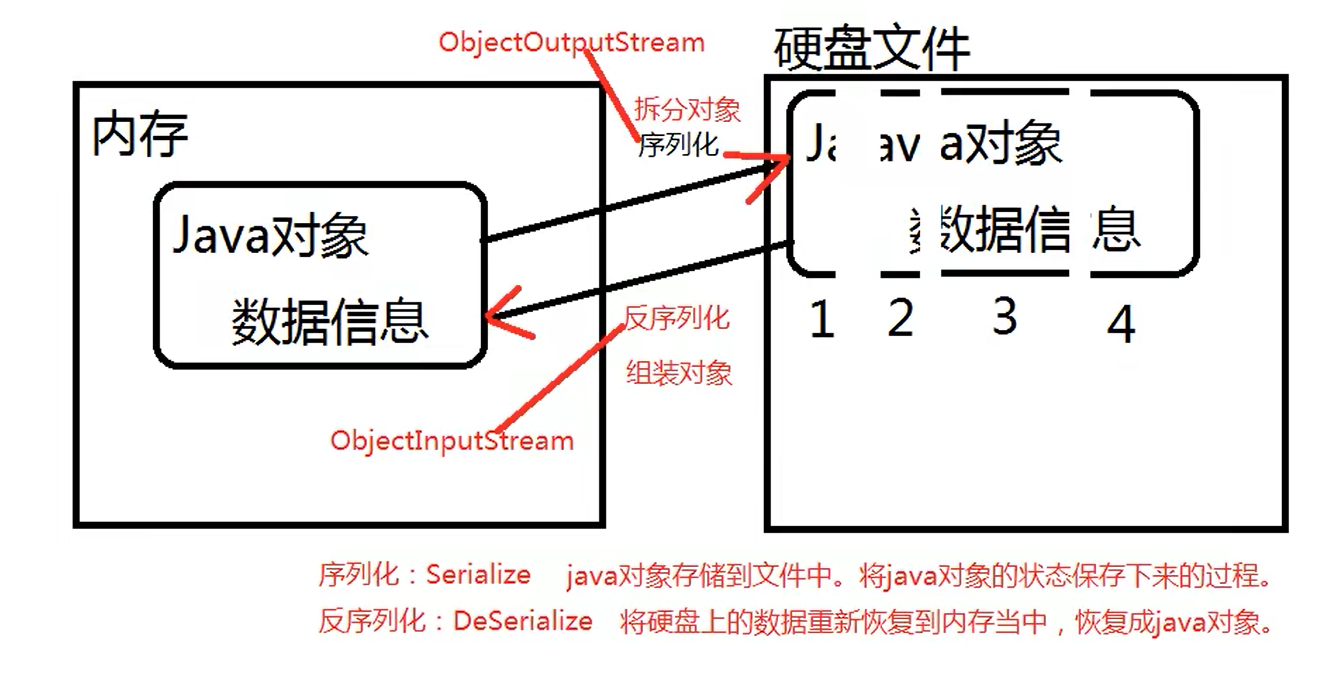 ObjectOutputStream
硬盘文件
内存
拆分对象
序列化
Java对象
数据信息
Ja av a对象
数 数据信 息
1 2 3 4
反序列化
组装对象
ObjectInputStream
序列化：Serialize java对象存储到文件中。将java对象的状态保存下来的过程。
反序列化：DeSerialize 将硬盘上的数据重新恢复到内存当中，恢复成java对象。